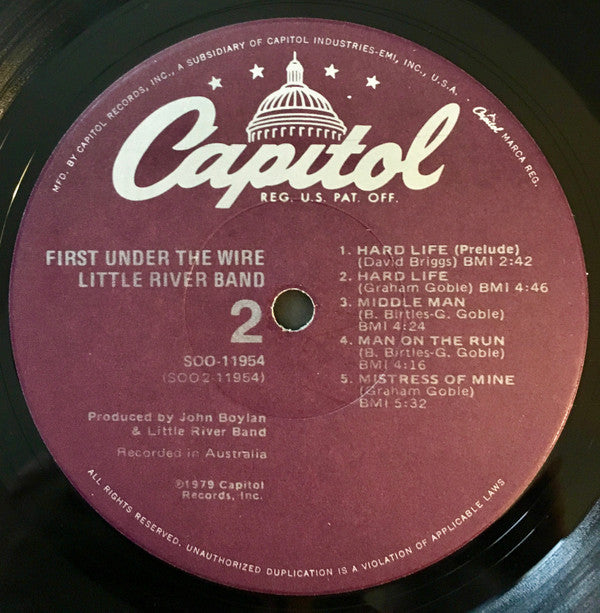 MFD. BY CAPITOL RECORDS, INC., A SUBSIDIARY OF CAPITOL INDUSTRIES-EMI, INC., U.S.A.
Capitol MARCA REG.
Capitol
REG. U.S. PAT. OFF.
FIRST UNDER THE WIRE
LITTLE RIVER BAND
2
SOO-11954
(SOO2-11954)
Produced by John Boylan
& Little River Band
Recorded in Australia
℗1979 Capitol
Records, Inc.
1. HARD LIFE (Prelude)
(David Briggs) BMI 2:42
2. HARD LIFE
(Graham Goble) BMI 4:46
3. MIDDLE MAN
(B. Birtles-G. Goble)
BMI 4:24
4. MAN ON THE RUN
(B. Birtles-G. Goble)
BMI 4:16
5. MISTRESS OF MINE
(Graham Goble)
BMI 5:32
ALL RIGHTS RESERVED. UNAUTHORIZED DUPLICATION IS A VIOLATION OF APPLICABLE LAWS